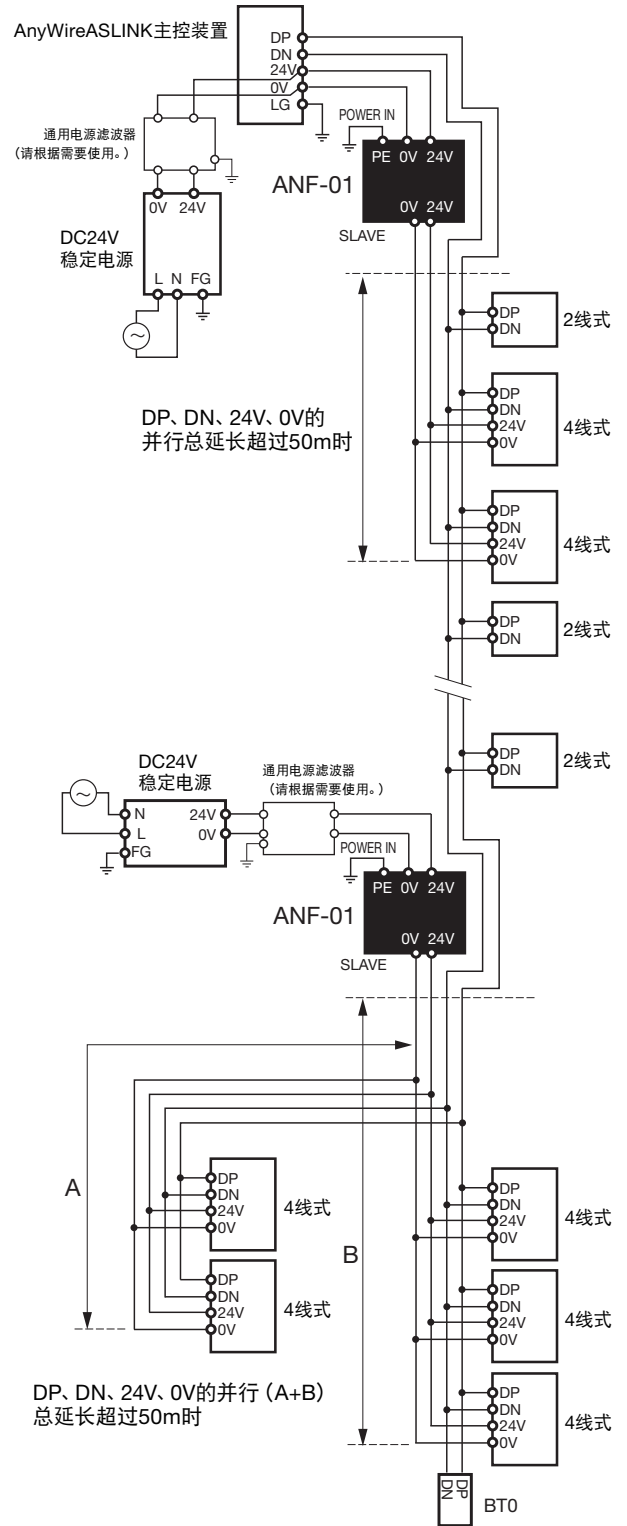 AnyWireASLINK主控装置
DP
DN
24V
0V
LG
通用电源滤波器
（请根据需要使用。）
POWER IN
PE 0V 24V
ANF-01
0V 24V
SLAVE
0V 24V
DC24V
稳定电源
L N FG
DP
DN
2线式
DP、DN、24V、0V的
并行总延长超过50m时
DP
DN
24V
0V
4线式
DP
DN
24V
0V
4线式
DP
DN
2线式
DP
DN
2线式
DC24V
稳定电源
N
L
FG
24V
0V
通用电源滤波器
（请根据需要使用。）
POWER IN
PE 0V 24V
ANF-01
0V 24V
SLAVE
A
B
DP
DN
24V
0V
4线式
DP
DN
24V
0V
4线式
DP
DN
24V
0V
4线式
DP
DN
24V
0V
4线式
DP
DN
24V
0V
4线式
DP、DN、24V、0V的并行（A+B）
总延长超过50m时
DP
DN
BT0